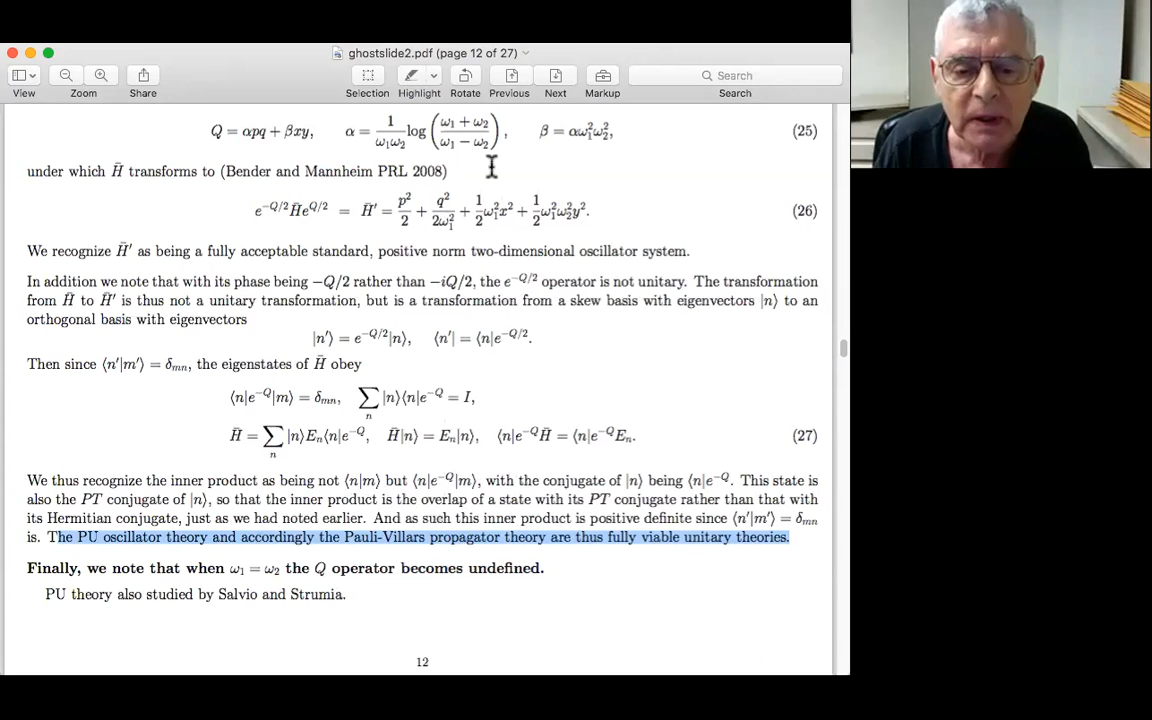 ghostslide2.pdf (page 12 of 27)
View Zoom Share Selection Highlight Rotate Previous Next Markup Search
Search
Q = αpq + βxy, α = 1/(ω₁ω₂) log((ω₁ + ω₂)/(ω₁ − ω₂)), β = αω₁²ω₂², (25)
under which H̄ transforms to (Bender and Mannheim PRL 2008)
e^{−Q/2}H̄e^{Q/2} = H̄′ = p²/2 + q²/(2ω₁²) + 1/2 ω₁²x² + 1/2 ω₁²ω₂²y². (26)
We recognize H̄′ as being a fully acceptable standard, positive norm two-dimensional oscillator system.
In addition we note that with its phase being −Q/2 rather than −iQ/2, the e^{−Q/2} operator is not unitary. The transformation
from H̄ to H̄′ is thus not a unitary transformation, but is a transformation from a skew basis with eigenvectors |n⟩ to an
orthogonal basis with eigenvectors
|n′⟩ = e^{−Q/2}|n⟩, ⟨n′| = ⟨n|e^{−Q/2}.
Then since ⟨n′|m′⟩ = δ_{mn}, the eigenstates of H̄ obey
⟨n|e^{−Q}|m⟩ = δ_{mn}, ∑_n |n⟩⟨n|e^{−Q} = I,
H̄ = ∑_n |n⟩E_n⟨n|e^{−Q}, H̄|n⟩ = E_n|n⟩, ⟨n|e^{−Q}H̄ = ⟨n|e^{−Q}E_n. (27)
We thus recognize the inner product as being not ⟨n|m⟩ but ⟨n|e^{−Q}|m⟩, with the conjugate of |n⟩ being ⟨n|e^{−Q}. This state is
also the PT conjugate of |n⟩, so that the inner product is the overlap of a state with its PT conjugate rather than that with
its Hermitian conjugate, just as we had noted earlier. And as such this inner product is positive definite since ⟨n′|m′⟩ = δ_{mn}
is. The PU oscillator theory and accordingly the Pauli-Villars propagator theory are thus fully viable unitary theories.
Finally, we note that when ω₁ = ω₂ the Q operator becomes undefined.
PU theory also studied by Salvio and Strumia.
12